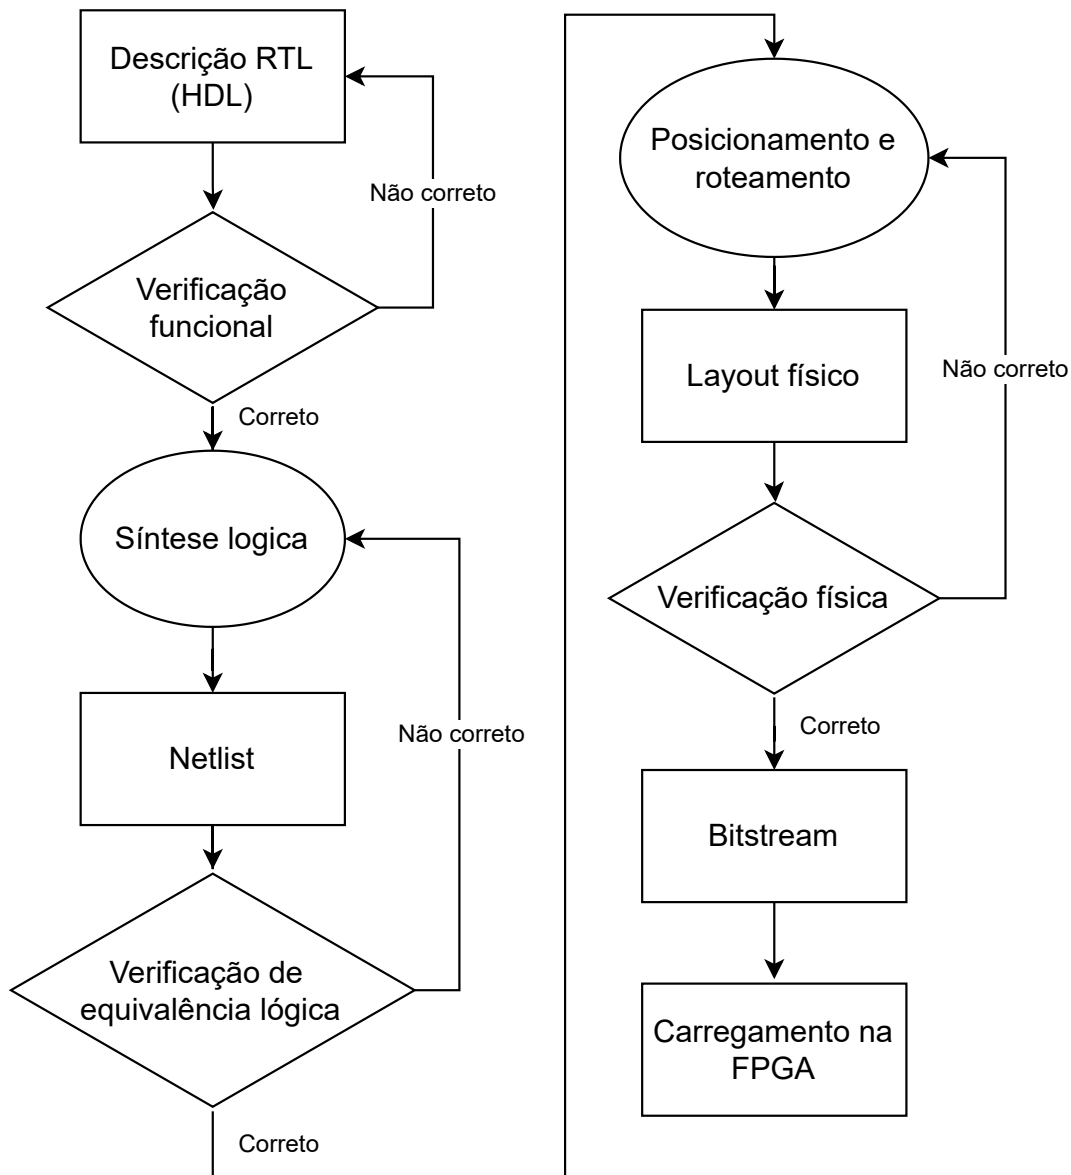 Descrição RTL
(HDL)
Não correto
Verificação
funcional
Correto
Síntese logica
Netlist
Não correto
Verificação de
equivalência lógica
Correto
Posicionamento e
roteamento
Layout físico
Não correto
Verificação física
Correto
Bitstream
Carregamento na
FPGA